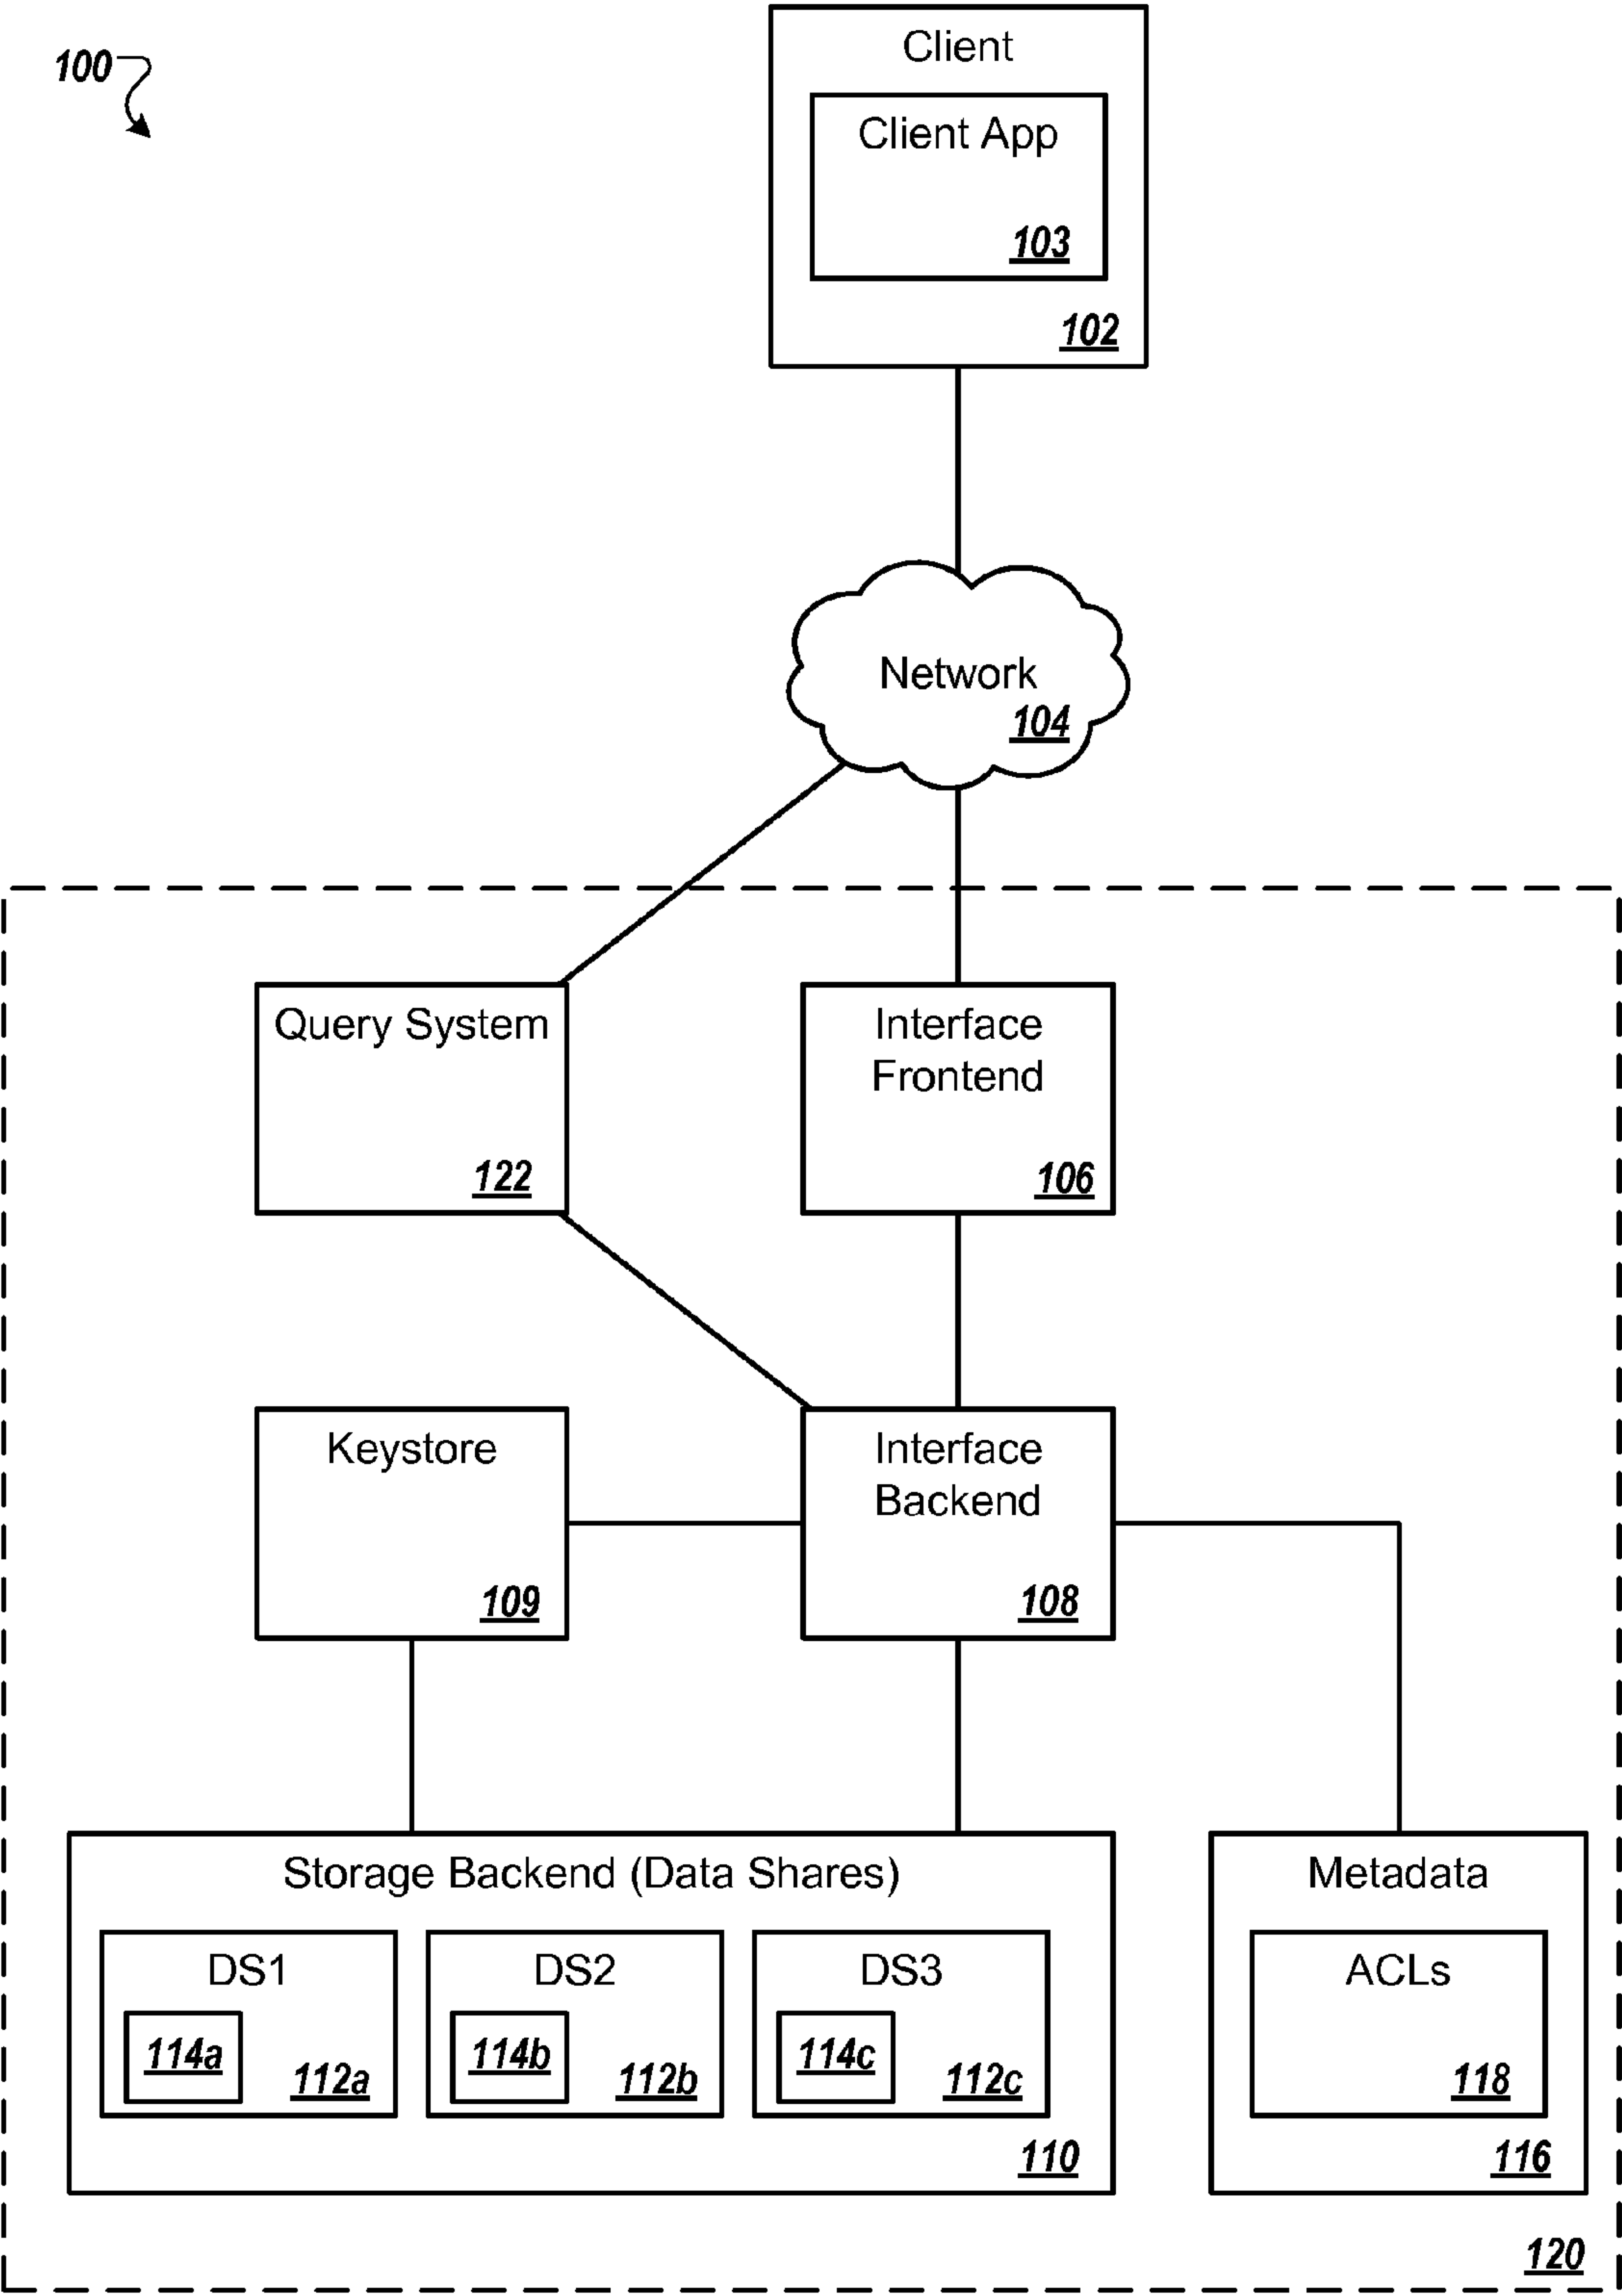 100
Client
Client App
103
102
Network
104
Query System
122
Interface
Frontend
106
Keystore
109
Interface
Backend
108
Storage Backend (Data Shares)
DS1
114a
112a
DS2
114b
112b
DS3
114c
112c
110
Metadata
ACLs
118
116
120